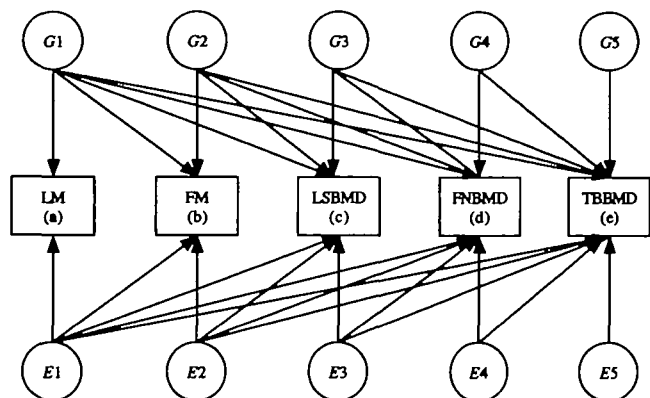 G1 G2 G3 G4 G5
LM FM LSBMD FNBMD TBBMD
(a) (b) (c) (d) (e)
E1 E2 E3 E4 E5